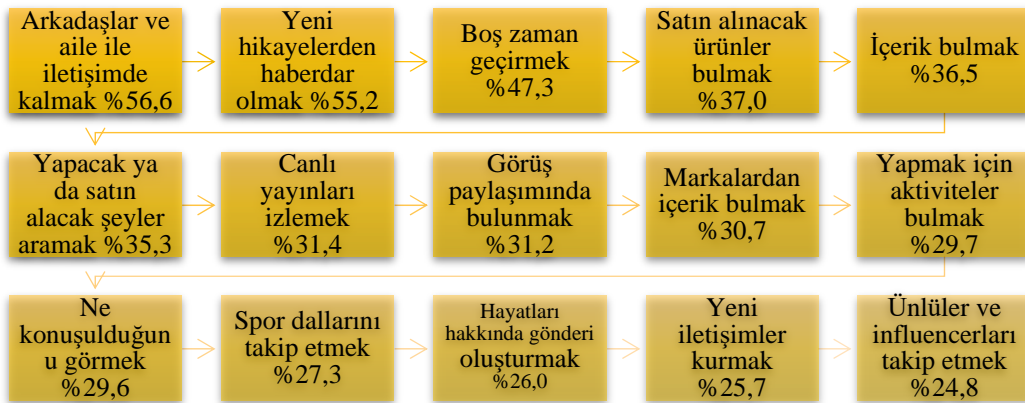 Arkadaşlar ve
aile ile
iletişimde
kalmak %56,6
Yeni
hikayelerden
haberdar
olmak %55,2
Boş zaman
geçirmek
%47,3
Satın alınacak
ürünler
bulmak
%37,0
İçerik bulmak
%36,5
Yapacak ya
da satın
alacak şeyler
aramak %35,3
Canlı
yayınları
izlemek
%31,4
Görüş
paylaşımında
bulunmak
%31,2
Markalardan
içerik bulmak
%30,7
Yapmak için
aktiviteler
bulmak
%29,7
Ne
konuşulduğun
u görmek
%29,6
Spor dallarını
takip etmek
%27,3
Hayatları
hakkında gönderi
oluşturmak
%26,0
Yeni
iletişimler
kurmak
%25,7
Ünlüler ve
influencerları
takip etmek
%24,8